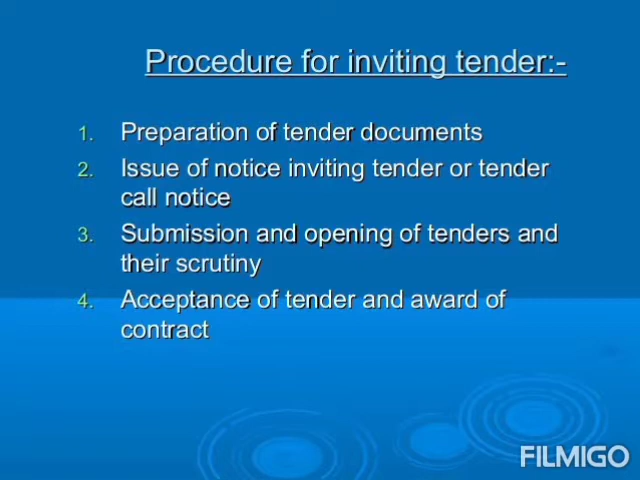 Procedure for inviting tender:-
1. Preparation of tender documents
2. Issue of notice inviting tender or tender
call notice
3. Submission and opening of tenders and
their scrutiny
4. Acceptance of tender and award of
contract
FILMIGO